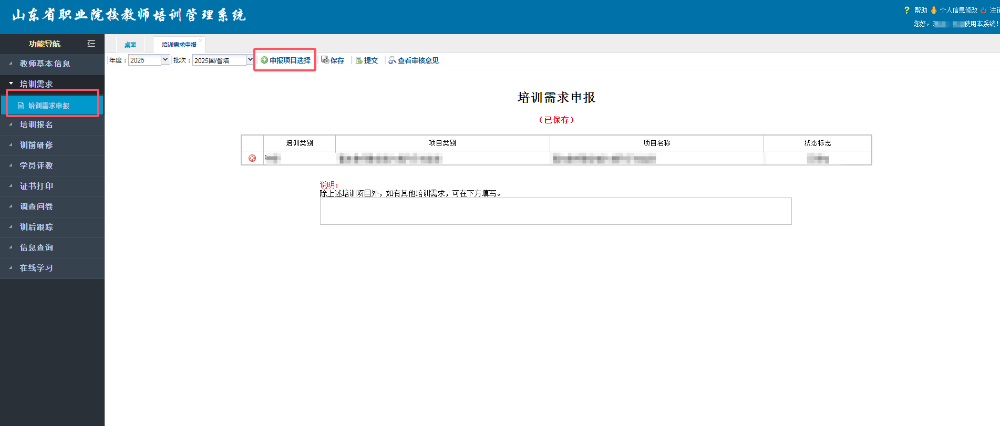 山东省职业院校教师培训管理系统
? 帮助 个人信息修改 注销
您好, 使用本系统!
功能导航
桌面
培训需求申报
年度: 2025 批次: 2025国/省培 申报项目选择 保存 提交 查看审核意见
教师基本信息
培训需求
培训需求申报
培训报名
训前研修
学员评教
证书打印
调查问卷
训后跟踪
信息查询
在线学习
培训需求申报
（已保存）
培训类别 项目类别 项目名称 状态标志
说明：
除上述培训项目外，如有其他培训需求，可在下方填写。